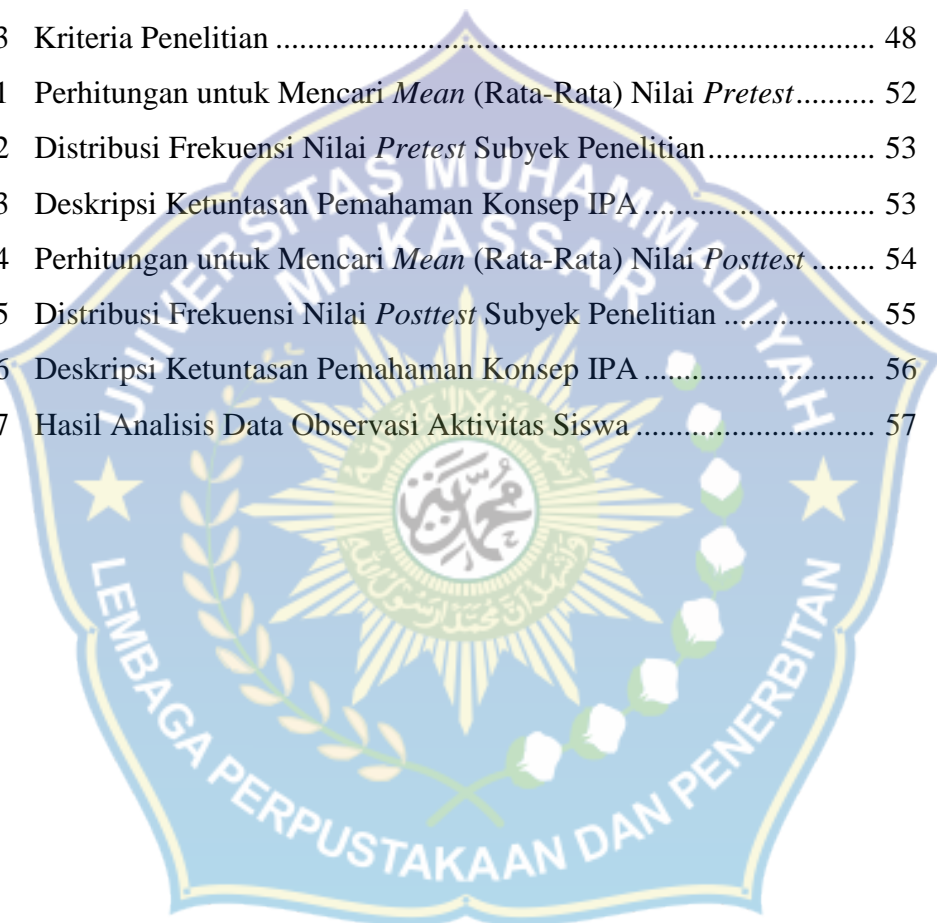 3 Kriteria Penelitian ........................................................................... 48
1 Perhitungan untuk Mencari Mean (Rata-Rata) Nilai Pretest.......... 52
2 Distribusi Frekuensi Nilai Pretest Subyek Penelitian..................... 53
3 Deskripsi Ketuntasan Pemahaman Konsep IPA............................. 53
4 Perhitungan untuk Mencari Mean (Rata-Rata) Nilai Posttest ........ 54
5 Distribusi Frekuensi Nilai Posttest Subyek Penelitian ................... 55
6 Deskripsi Ketuntasan Pemahaman Konsep IPA............................. 56
7 Hasil Analisis Data Observasi Aktivitas Siswa.............................. 57
UNIVERSITAS MUHAMMADIYAH
MAKASSAR
محمدية
LEMBAGA PERPUSTAKAAN DAN PENERBITAN